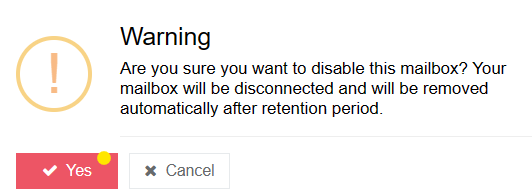 Warning
Are you sure you want to disable this mailbox? Your
mailbox will be disconnected and will be removed
automatically after retention period.
Yes
Cancel